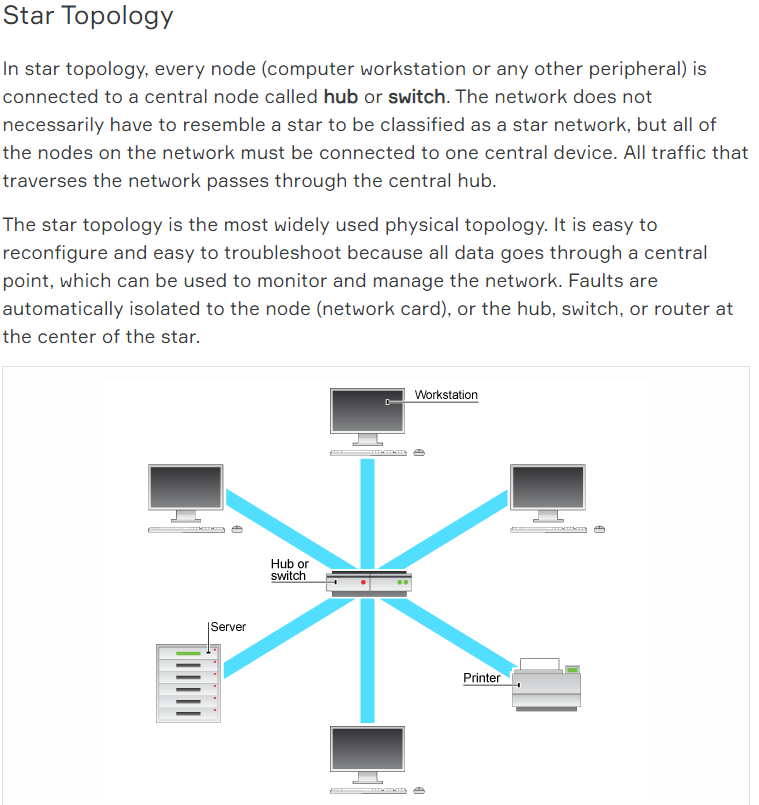 Star Topology
In star topology, every node (computer workstation or any other peripheral) is
connected to a central node called hub or switch. The network does not
necessarily have to resemble a star to be classified as a star network, but all of
the nodes on the network must be connected to one central device. All traffic that
traverses the network passes through the central hub.
The star topology is the most widely used physical topology. It is easy to
reconfigure and easy to troubleshoot because all data goes through a central
point, which can be used to monitor and manage the network. Faults are
automatically isolated to the node (network card), or the hub, switch, or router at
the center of the star.
Workstation
Hub or
switch
Server
Printer